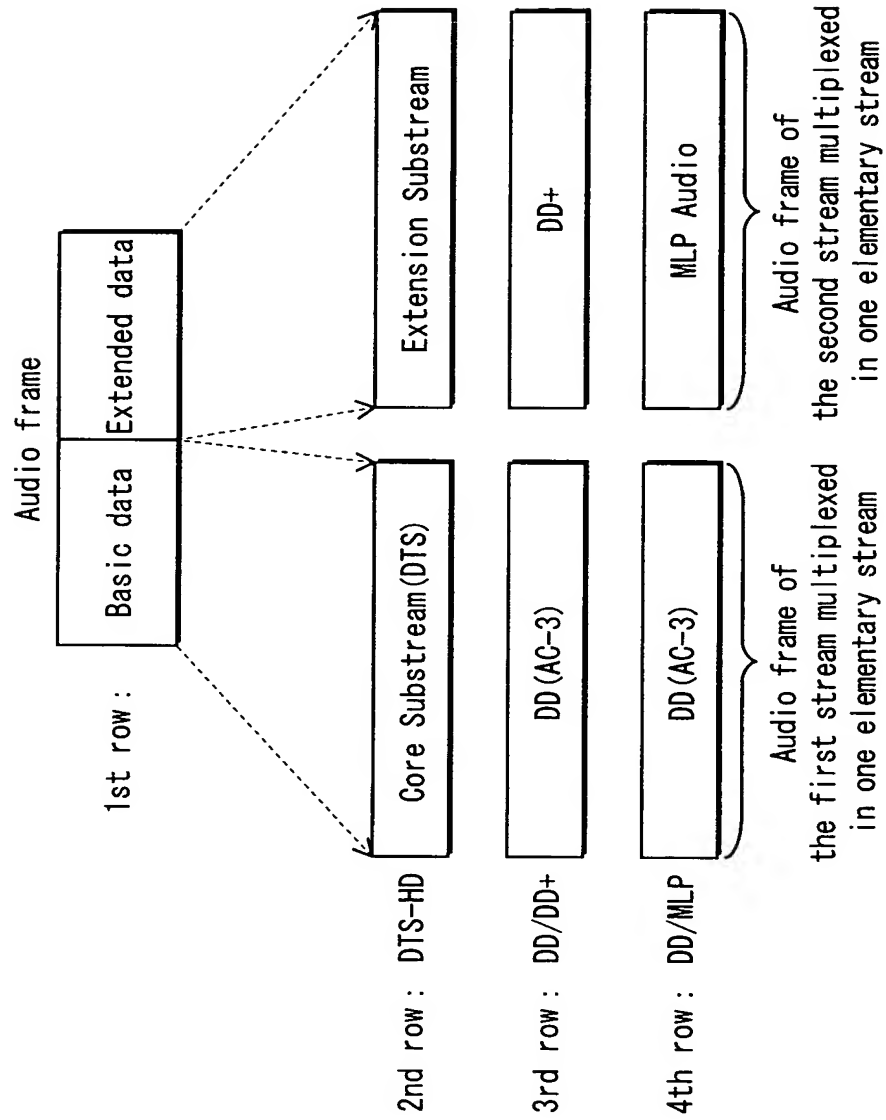 Audio frame
1st row : Basic data Extended data
2nd row : DTS-HD Core Substream(DTS) Extension Substream
3rd row : DD/DD+ DD(AC-3) DD+
4th row : DD/MLP DD(AC-3) MLP Audio
Audio frame of
the first stream multiplexed
in one elementary stream
Audio frame of
the second stream multiplexed
in one elementary stream